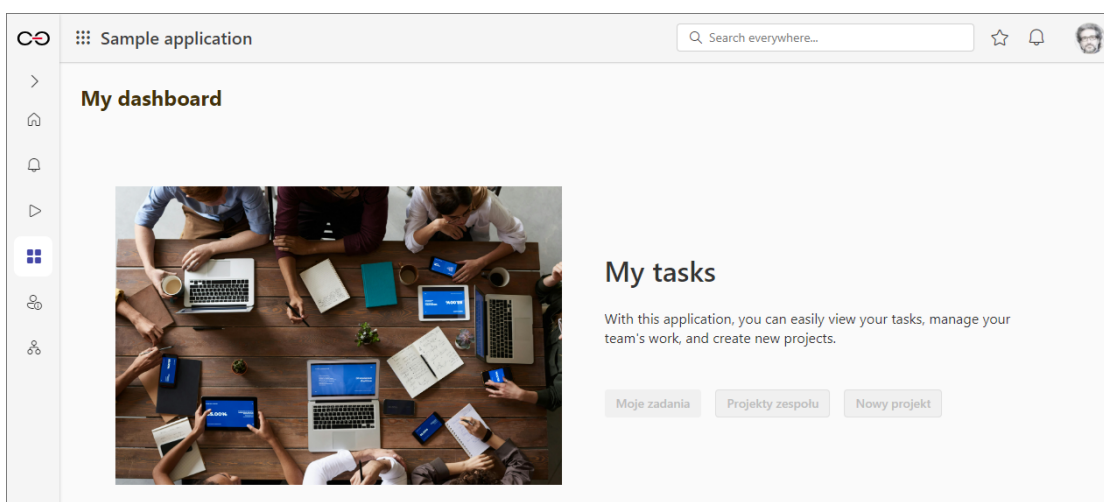 Sample application
Search everywhere...
My dashboard
My tasks
With this application, you can easily view your tasks, manage your
team's work, and create new projects.
Moje zadania
Projekty zespołu
Nowy projekt